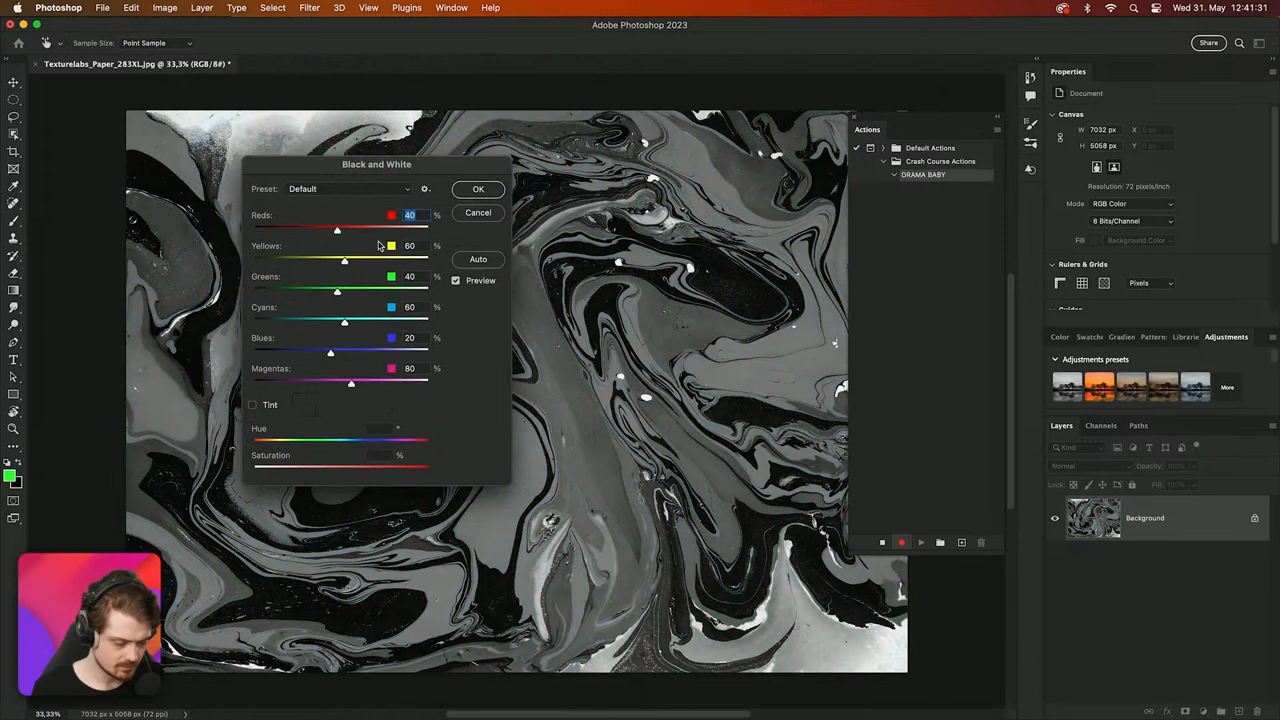 Photoshop File Edit Image Layer Type Select Filter 3D View Plugins Window Help Wed 31. May 12:41:31
Adobe Photoshop 2023
Sample Size: Point Sample Share
Texturelabs_Paper_283XL.jpg @ 33,3% (RGB/8#) *
Properties
Document
Canvas
W 7032 px X 0 px
H 5058 px Y 0 px
Resolution: 72 pixels/inch
Mode RGB Color
8 Bits/Channel
Fill Background Color
Rulers & Grids
Pixels
Guides
Actions
Default Actions
Crash Course Actions
DRAMA BABY
Black and White
Preset: Default OK
Reds: 40 % Cancel
Yellows: 60 %
Auto
Greens: 40 % Preview
Cyans: 60 %
Blues: 20 %
Magentas: 80 %
Tint
Hue °
Saturation %
Color Swatch Gradien Pattern: Librarie Adjustments
Adjustments presets
More
Layers Channels Paths
Kind
Normal Opacity: 100%
Lock: Fill: 100%
Background
33,33% 7032 px x 5058 px (72 ppi)